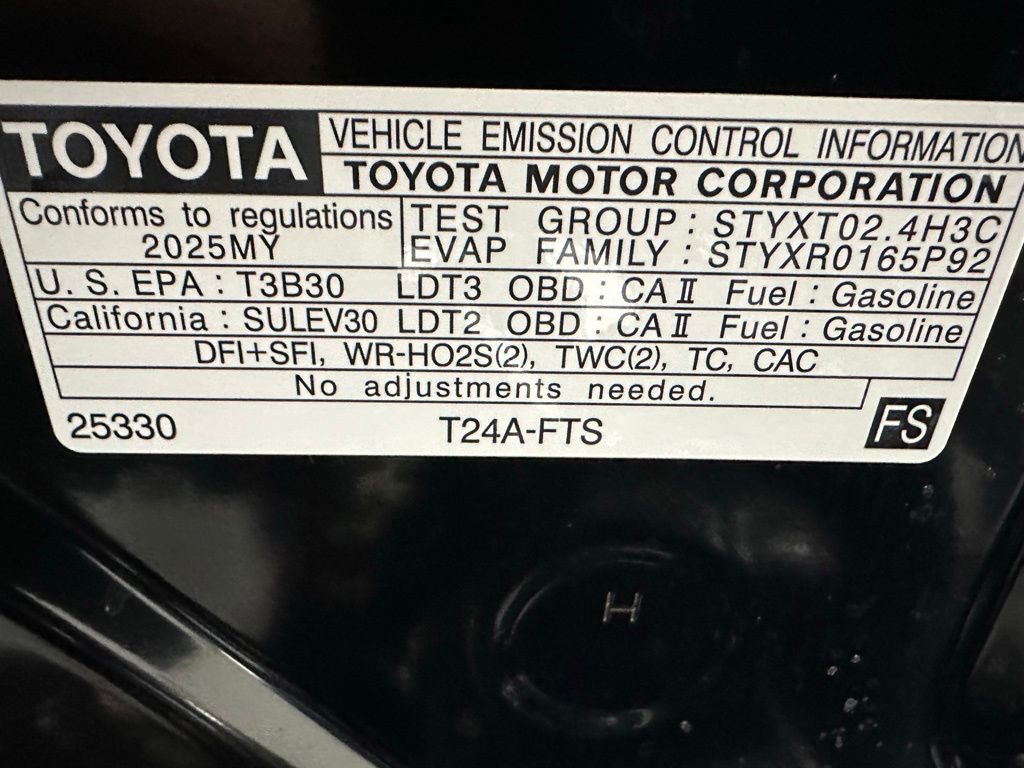 TOYOTA VEHICLE EMISSION CONTROL INFORMATION
TOYOTA MOTOR CORPORATION
Conforms to regulations
2025MY
TEST GROUP : STYXT02.4H3C
EVAP FAMILY : STYXR0165P92
U. S. EPA : T3B30 LDT3 OBD : CA II Fuel : Gasoline
California : SULEV30 LDT2 OBD : CA II Fuel : Gasoline
DFI+SFI, WR-HO2S(2), TWC(2), TC, CAC
No adjustments needed.
25330 T24A-FTS FS
H